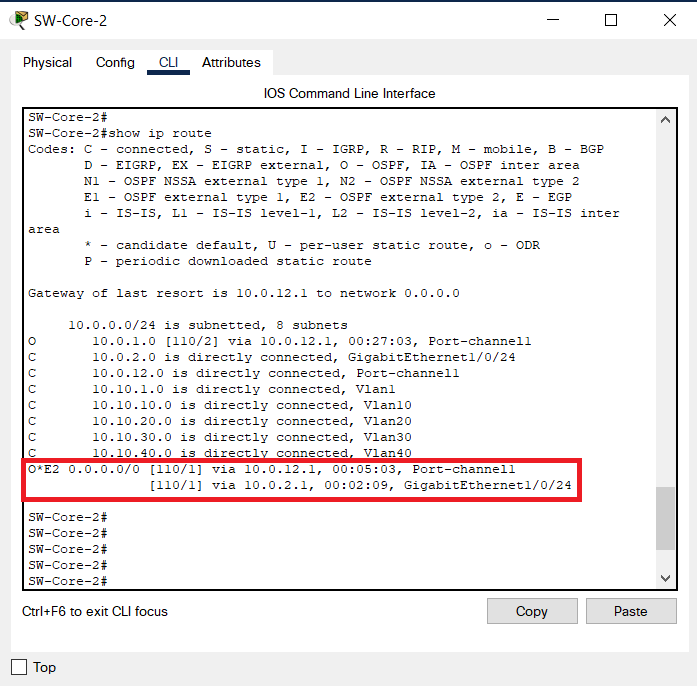 SW-Core-2
Physical Config CLI Attributes
IOS Command Line Interface
SW-Core-2#
SW-Core-2#show ip route
Codes: C - connected, S - static, I - IGRP, R - RIP, M - mobile, B - BGP
D - EIGRP, EX - EIGRP external, O - OSPF, IA - OSPF inter area
N1 - OSPF NSSA external type 1, N2 - OSPF NSSA external type 2
E1 - OSPF external type 1, E2 - OSPF external type 2, E - EGP
i - IS-IS, L1 - IS-IS level-1, L2 - IS-IS level-2, ia - IS-IS inter
area
* - candidate default, U - per-user static route, o - ODR
P - periodic downloaded static route
Gateway of last resort is 10.0.12.1 to network 0.0.0.0
10.0.0.0/24 is subnetted, 8 subnets
O 10.0.1.0 [110/2] via 10.0.12.1, 00:27:03, Port-channel1
C 10.0.2.0 is directly connected, GigabitEthernet1/0/24
C 10.0.12.0 is directly connected, Port-channel1
C 10.10.1.0 is directly connected, Vlan1
C 10.10.10.0 is directly connected, Vlan10
C 10.10.20.0 is directly connected, Vlan20
C 10.10.30.0 is directly connected, Vlan30
C 10.10.40.0 is directly connected, Vlan40
O*E2 0.0.0.0/0 [110/1] via 10.0.12.1, 00:05:03, Port-channel1
[110/1] via 10.0.2.1, 00:02:09, GigabitEthernet1/0/24
SW-Core-2#
SW-Core-2#
SW-Core-2#
SW-Core-2#
SW-Core-2#
Ctrl+F6 to exit CLI focus
Copy
Paste
Top